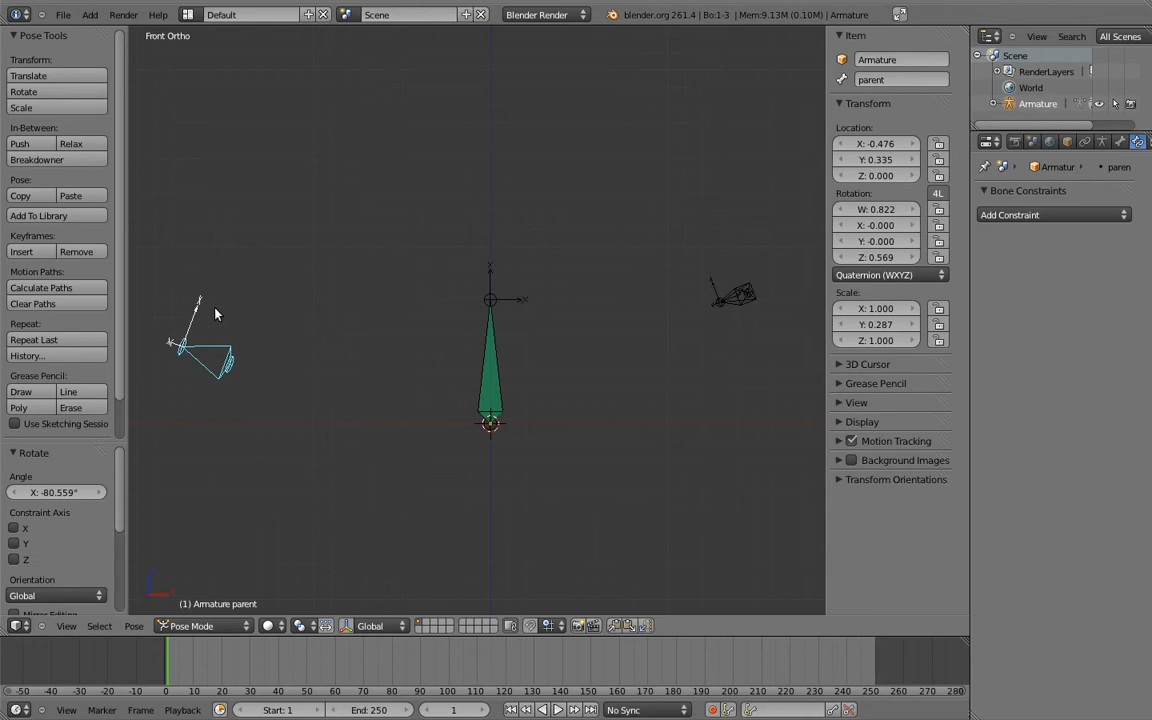 File Add Render Help Default Scene Blender Render blender.org 261.4 | Bo:1-3 | Mem:9.13M (0.10M) | Armature View Search All Scenes
Pose Tools
Transform:
Translate
Rotate
Scale
In-Between:
Push Relax
Breakdowner
Pose:
Copy Paste
Add To Library
Keyframes:
Insert Remove
Motion Paths:
Calculate Paths
Clear Paths
Repeat:
Repeat Last
History...
Grease Pencil:
Draw Line
Poly Erase
Use Sketching Sessio
Rotate
Angle
X: -80.559°
Constraint Axis
X
Y
Z
Orientation
Global
Front Ortho
Y
X
(1) Armature parent
View Select Pose Pose Mode Global
Item
Armature
parent
Transform
Location:
X: -0.476
Y: 0.335
Z: 0.000
Rotation:
4L
W: 0.822
X: -0.000
Y: -0.000
Z: 0.569
Quaternion (WXYZ)
Scale:
X: 1.000
Y: 0.287
Z: 1.000
3D Cursor
Grease Pencil
View
Display
Motion Tracking
Background Images
Transform Orientations
Scene
RenderLayers
World
Armature
Armatur paren
Bone Constraints
Add Constraint
-50 -40 -30 -20 -10 0 10 20 30 40 50 60 70 80 90 100 110 120 130 140 150 160 170 180 190 200 210 220 230 240 250 260 270 280
View Marker Frame Playback Start: 1 End: 250 1 No Sync